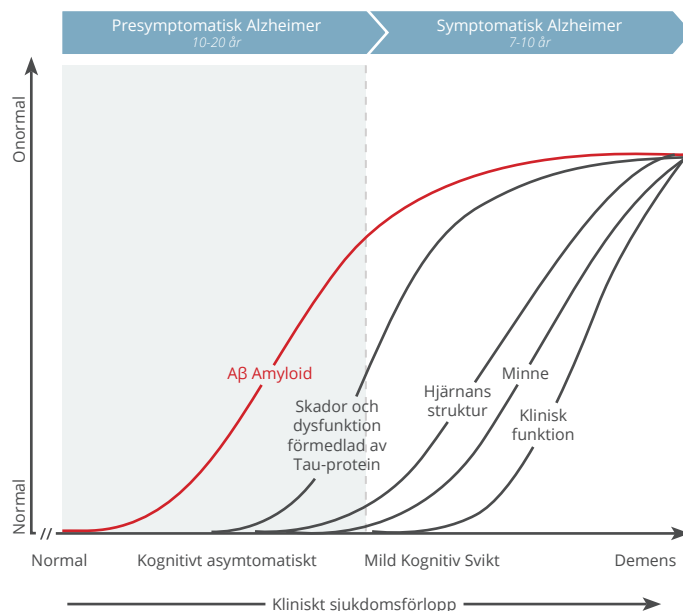 Presymptomatisk Alzheimer
10-20 år
Symptomatisk Alzheimer
7-10 år
Onormal
Normal
Aβ Amyloid
Skador och
dysfunktion
förmedlad av
Tau-protein
Hjärnans
struktur
Minne
Klinisk
funktion
//
Normal
Kognitivt asymtomatiskt
Mild Kognitiv Svikt
Demens
Kliniskt sjukdomsförlopp